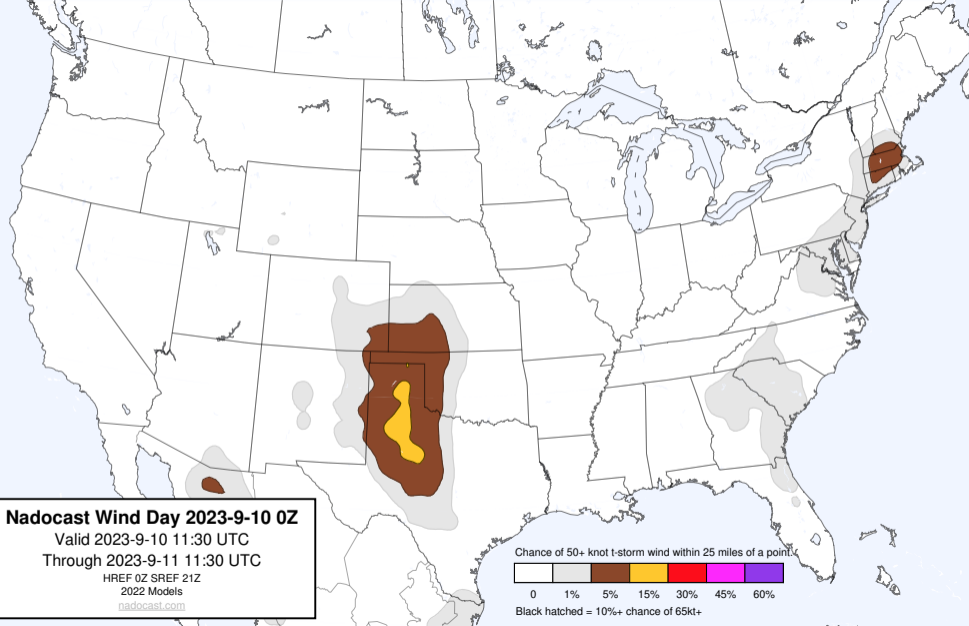 Nadocast Wind Day 2023-9-10 0Z
Valid 2023-9-10 11:30 UTC
Through 2023-9-11 11:30 UTC
HREF 0Z SREF 21Z
2022 Models
nadocast.com
Chance of 50+ knot t-storm wind within 25 miles of a point.
0 1% 5% 15% 30% 45% 60%
Black hatched = 10%+ chance of 65kt+